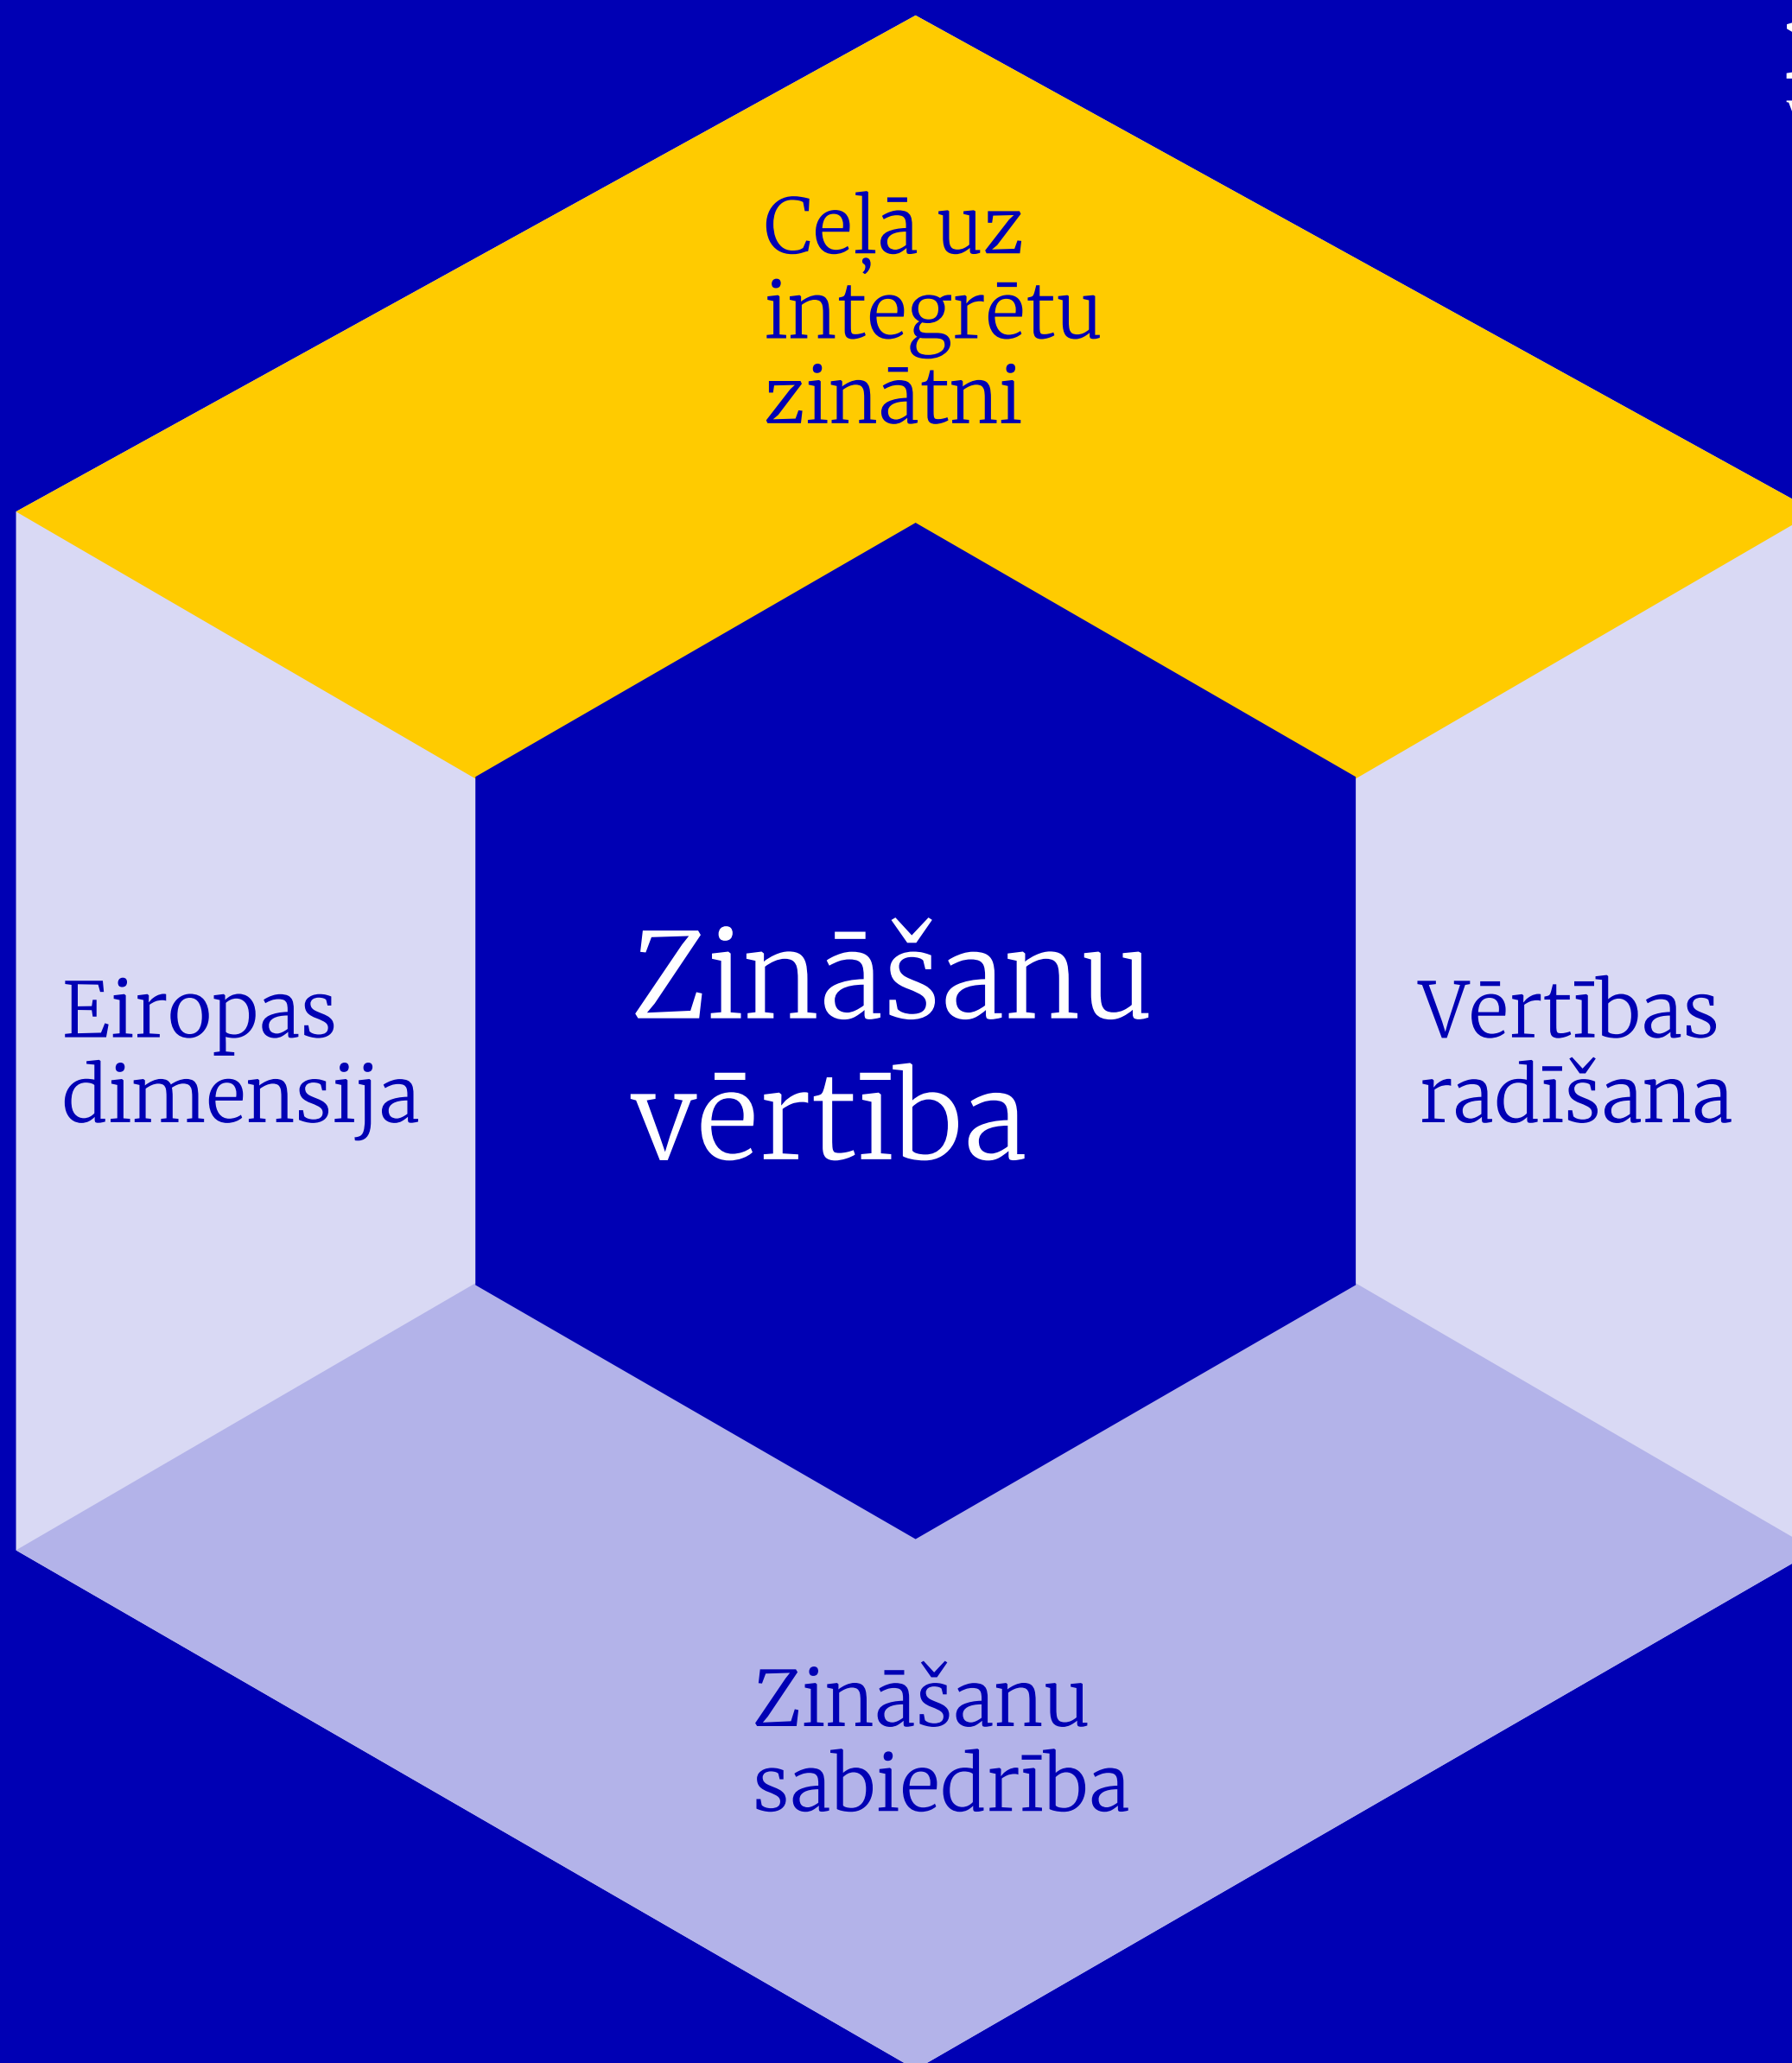 Ceļā uz
integrētu
zinātni
Eiropas
dimensija
Zināšanu
vērtība
Vērtības
radīšana
Zināšanu
sabiedrība